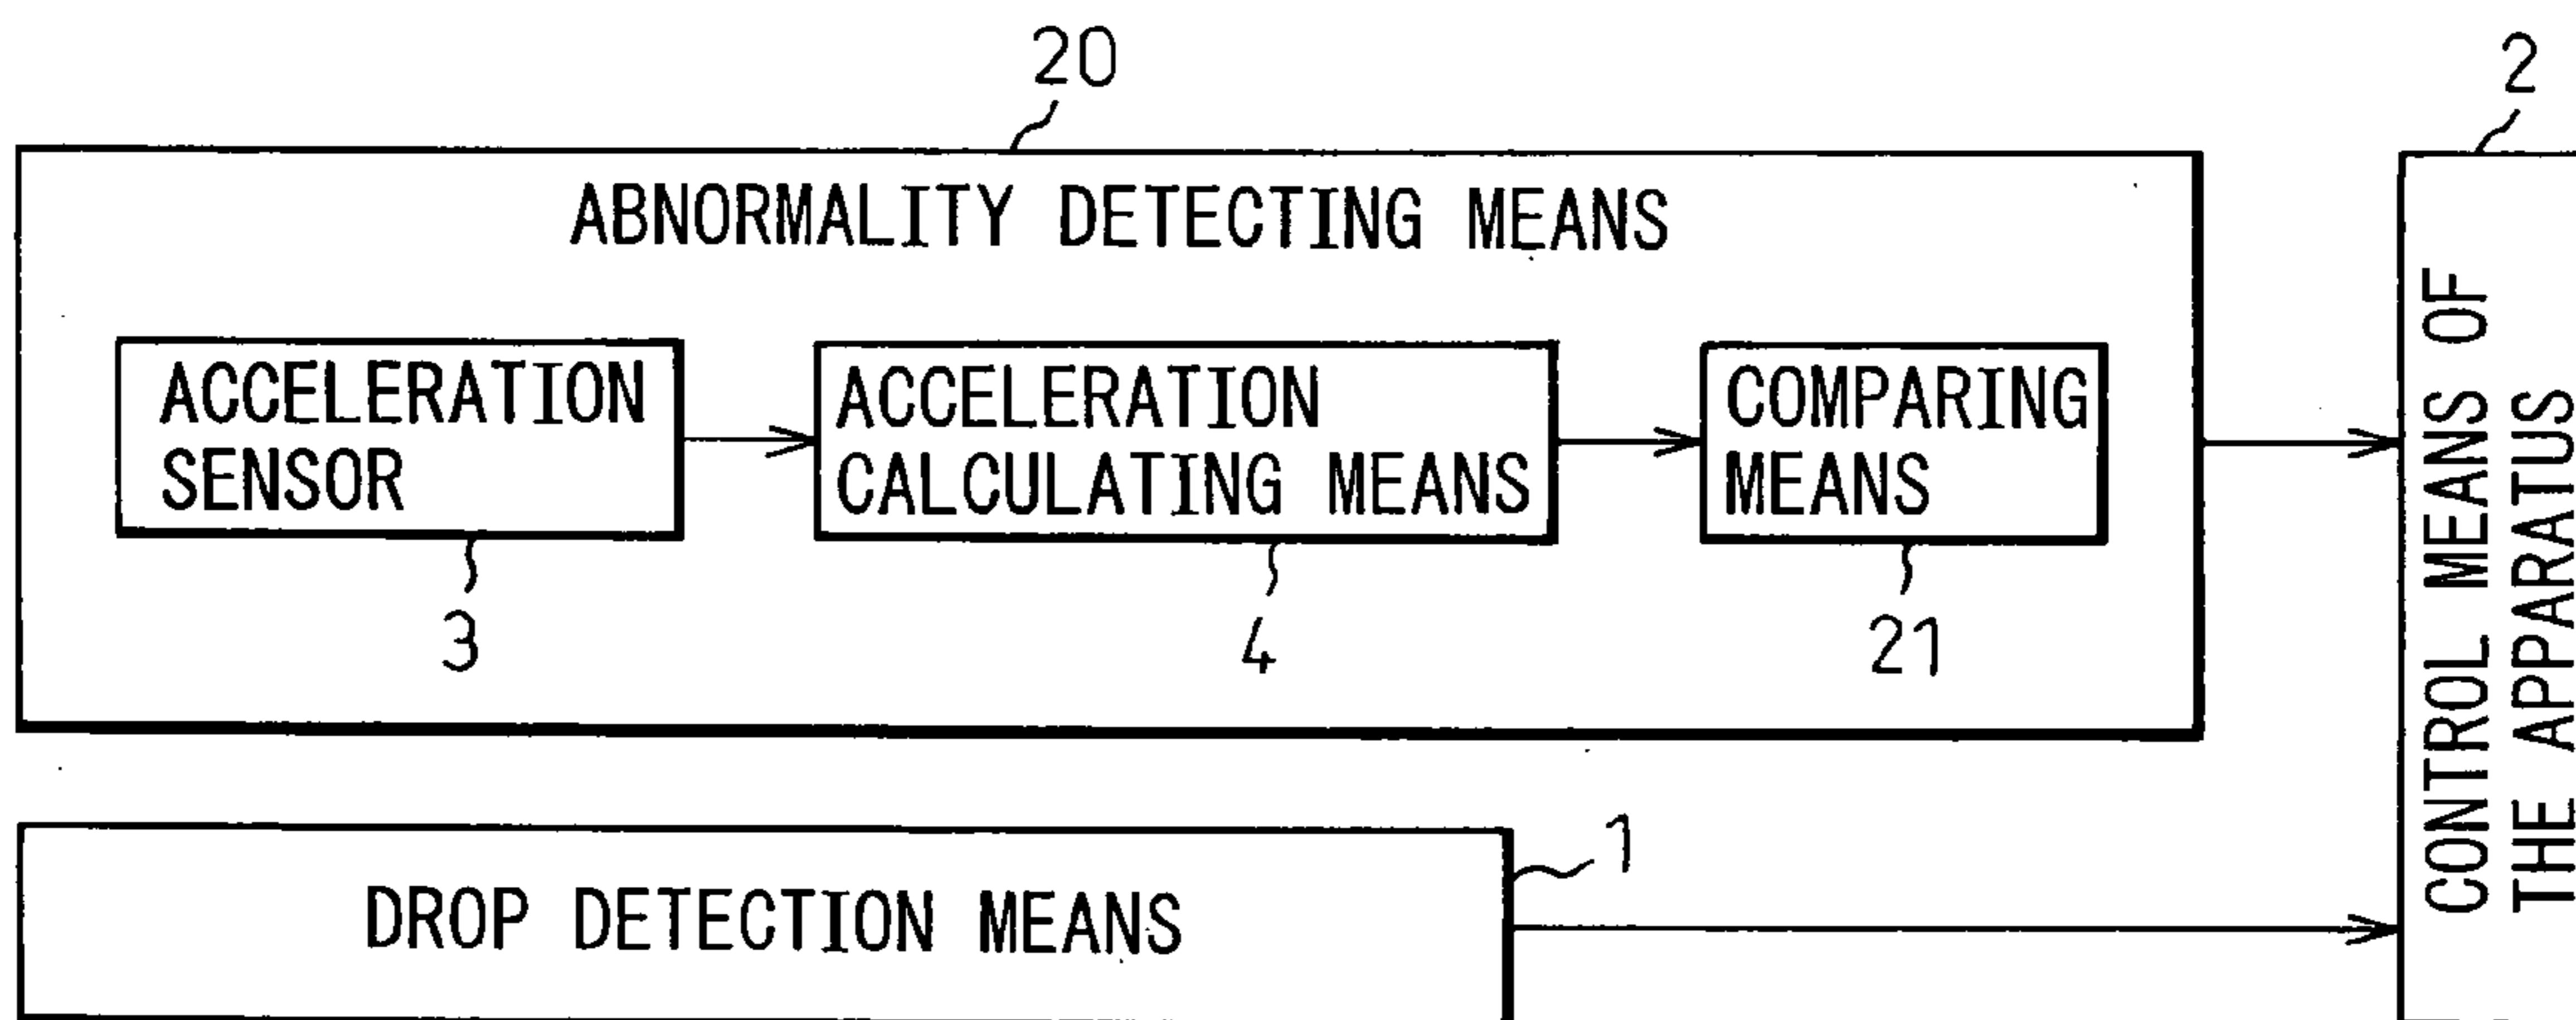 20
2
ABNORMALITY DETECTING MEANS
ACCELERATION
SENSOR
ACCELERATION
CALCULATING MEANS
COMPARING
MEANS
3
4
21
CONTROL MEANS OF
THE APPARATUS
1
DROP DETECTION MEANS